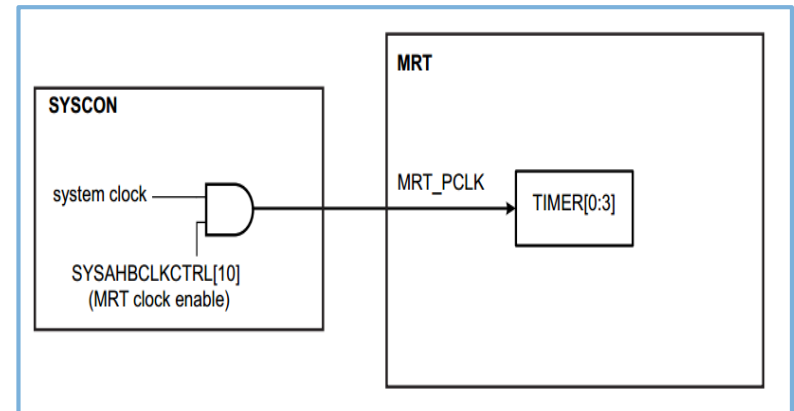 SYSCON
system clock
SYSAHBCLKCTRL[10]
(MRT clock enable)
MRT
MRT_PCLK
TIMER[0:3]